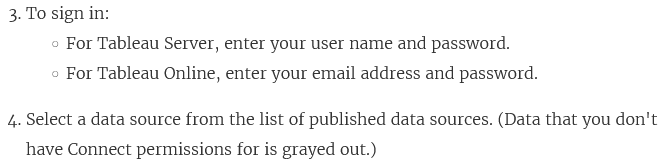 3. To sign in:
○ For Tableau Server, enter your user name and password.
○ For Tableau Online, enter your email address and password.
4. Select a data source from the list of published data sources. (Data that you don't
have Connect permissions for is grayed out.)